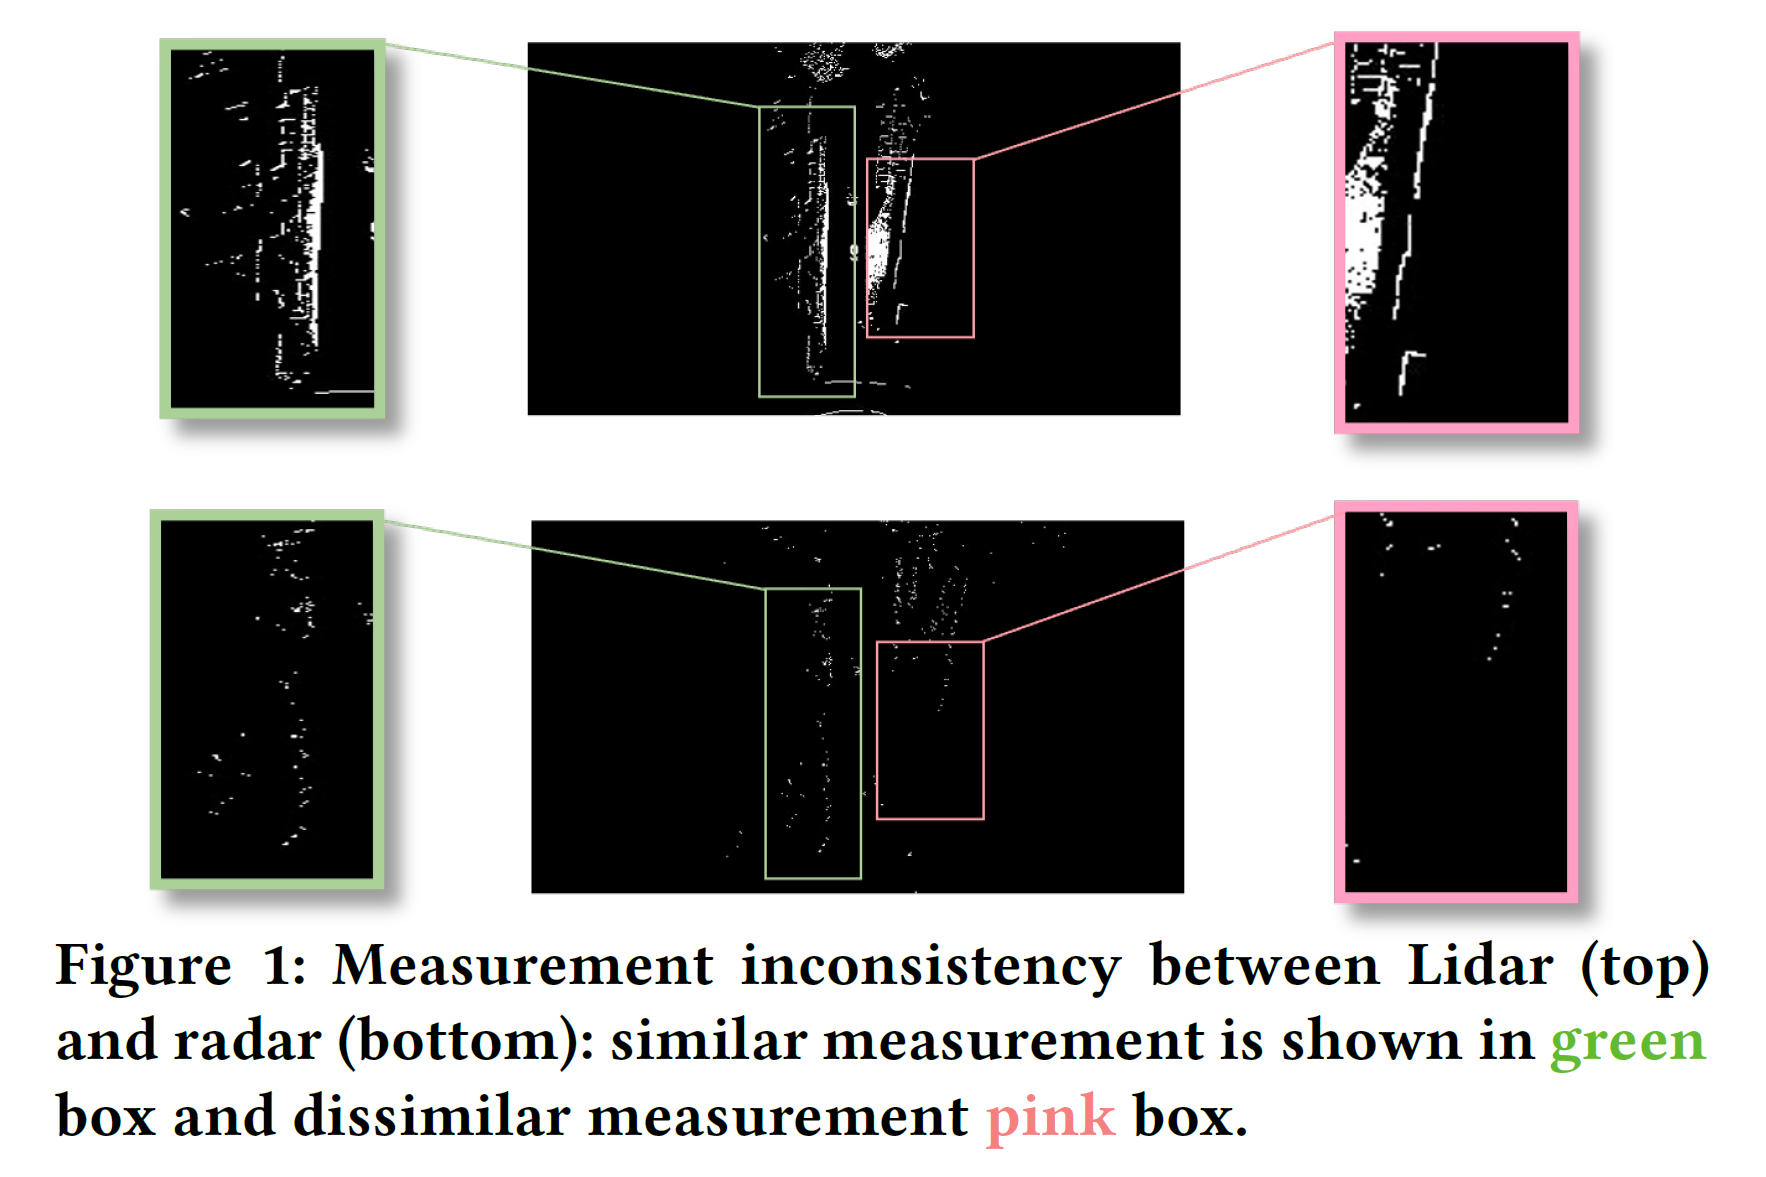 Figure 1: Measurement inconsistency between Lidar (top)
and radar (bottom): similar measurement is shown in green
box and dissimilar measurement pink box.